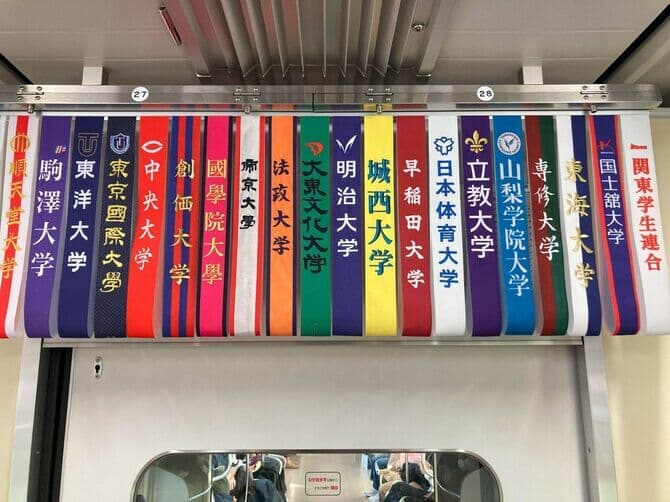 27
28
順天堂大学
駒澤大学
東洋大学
東京國際大學
中央大学
創価大学
國學院大學
帝京大學
法政大学
大東文化大学
明治大学
城西大学
早稲田大学
日本体育大学
立教大学
山梨学院大学
専修大学
東海大学
国士舘大学
関東学生連合